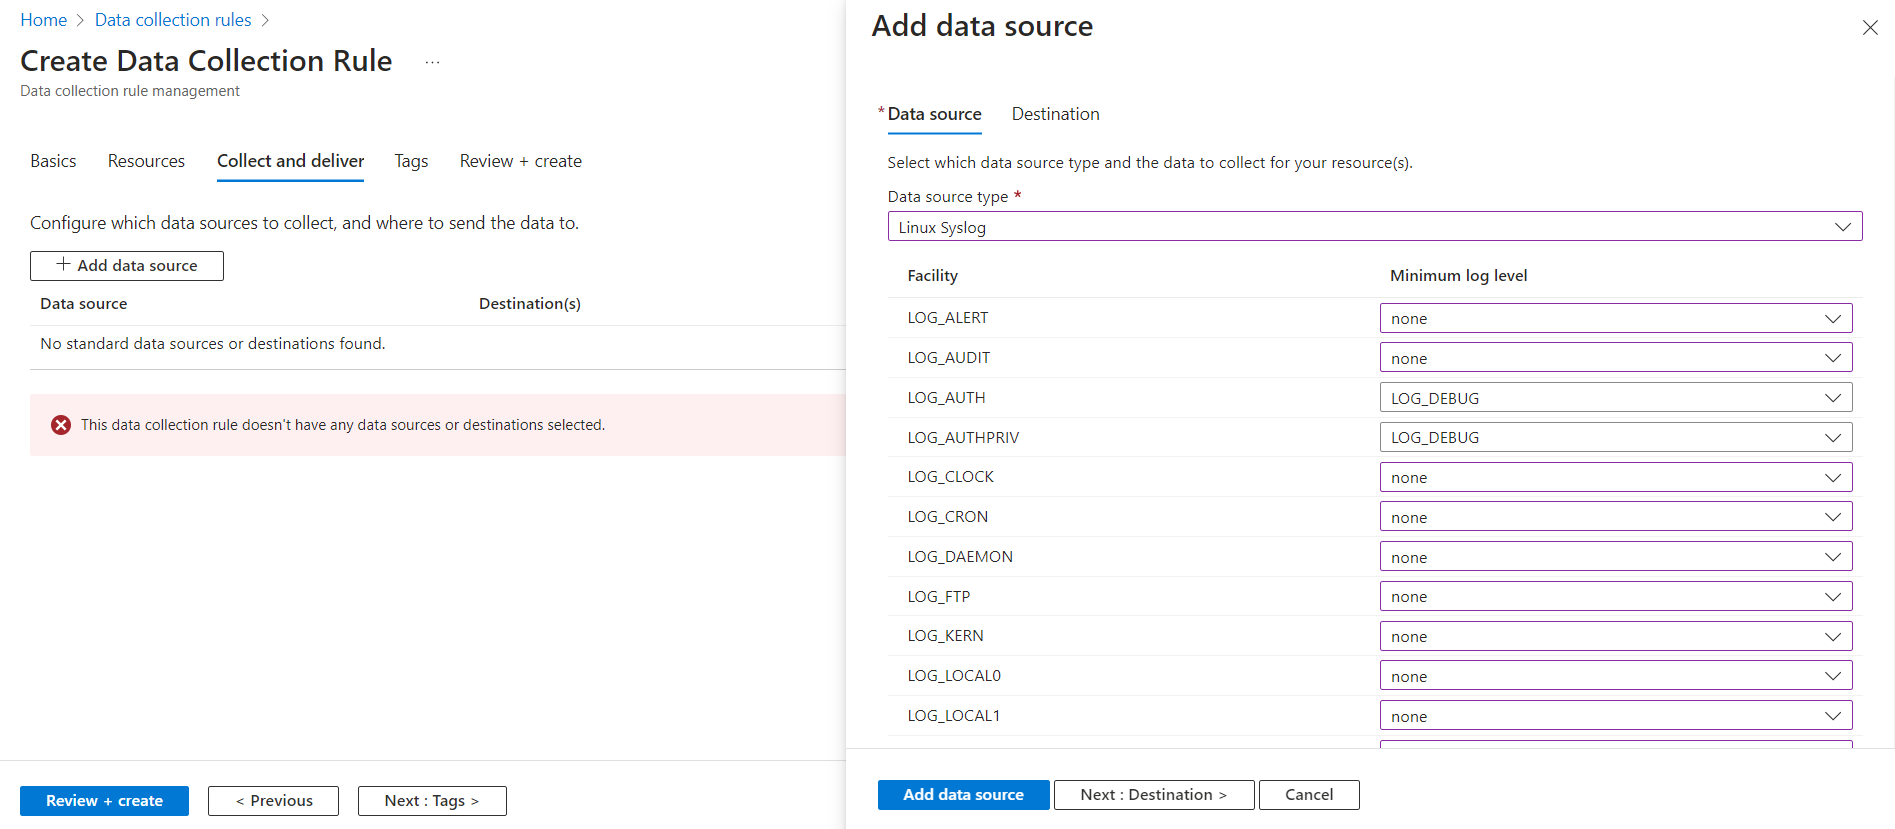 Home > Data collection rules >
Create Data Collection Rule ...
Data collection rule management
Basics Resources Collect and deliver Tags Review + create
Configure which data sources to collect, and where to send the data to.
+ Add data source
Data source Destination(s)
No standard data sources or destinations found.
This data collection rule doesn't have any data sources or destinations selected.
Review + create < Previous Next : Tags >
Add data source
* Data source Destination
Select which data source type and the data to collect for your resource(s).
Data source type *
Linux Syslog
Facility Minimum log level
LOG_ALERT none
LOG_AUDIT none
LOG_AUTH LOG_DEBUG
LOG_AUTHPRIV LOG_DEBUG
LOG_CLOCK none
LOG_CRON none
LOG_DAEMON none
LOG_FTP none
LOG_KERN none
LOG_LOCAL0 none
LOG_LOCAL1 none
Add data source Next : Destination > Cancel